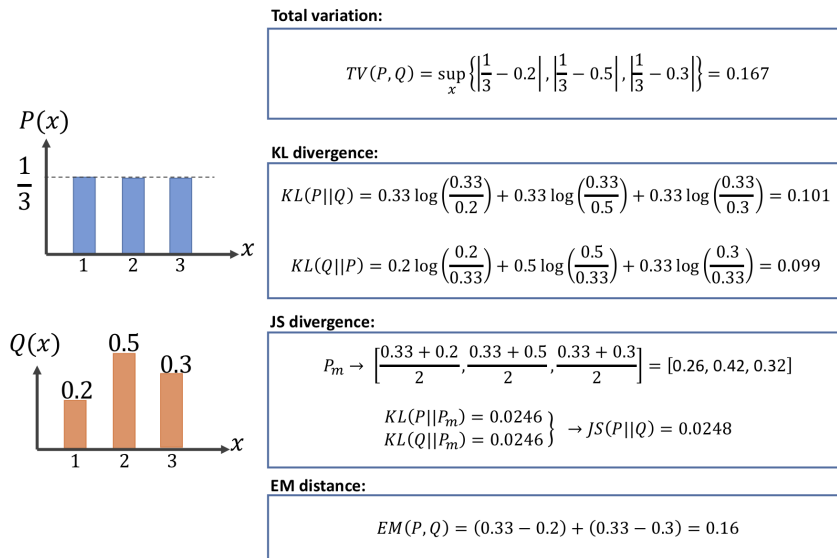 Total variation:
TV(P, Q) = sup_x {|1/3 − 0.2|, |1/3 − 0.5|, |1/3 − 0.3|} = 0.167
P(x)
1/3
1 2 3
x
KL divergence:
KL(P||Q) = 0.33 log(0.33/0.2) + 0.33 log(0.33/0.5) + 0.33 log(0.33/0.3) = 0.101
KL(Q||P) = 0.2 log(0.2/0.33) + 0.5 log(0.5/0.33) + 0.33 log(0.3/0.33) = 0.099
Q(x)
0.2
0.5
0.3
1 2 3
x
JS divergence:
P_m → [(0.33 + 0.2)/2, (0.33 + 0.5)/2, (0.33 + 0.3)/2] = [0.26, 0.42, 0.32]
KL(P||P_m) = 0.0246
KL(Q||P_m) = 0.0246
} → JS(P||Q) = 0.0248
EM distance:
EM(P, Q) = (0.33 − 0.2) + (0.33 − 0.3) = 0.16